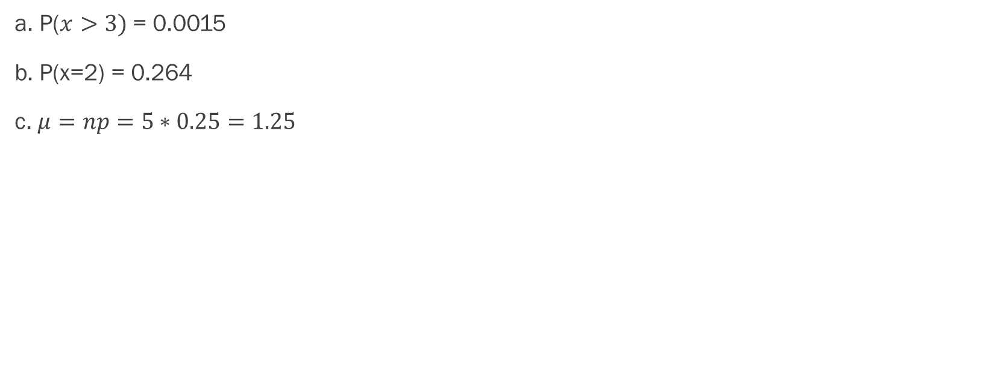 a. P(𝑥 > 3) = 0.0015
b. P(x=2) = 0.264
c. 𝜇 = 𝑛𝑝 = 5 ∗ 0.25 = 1.25